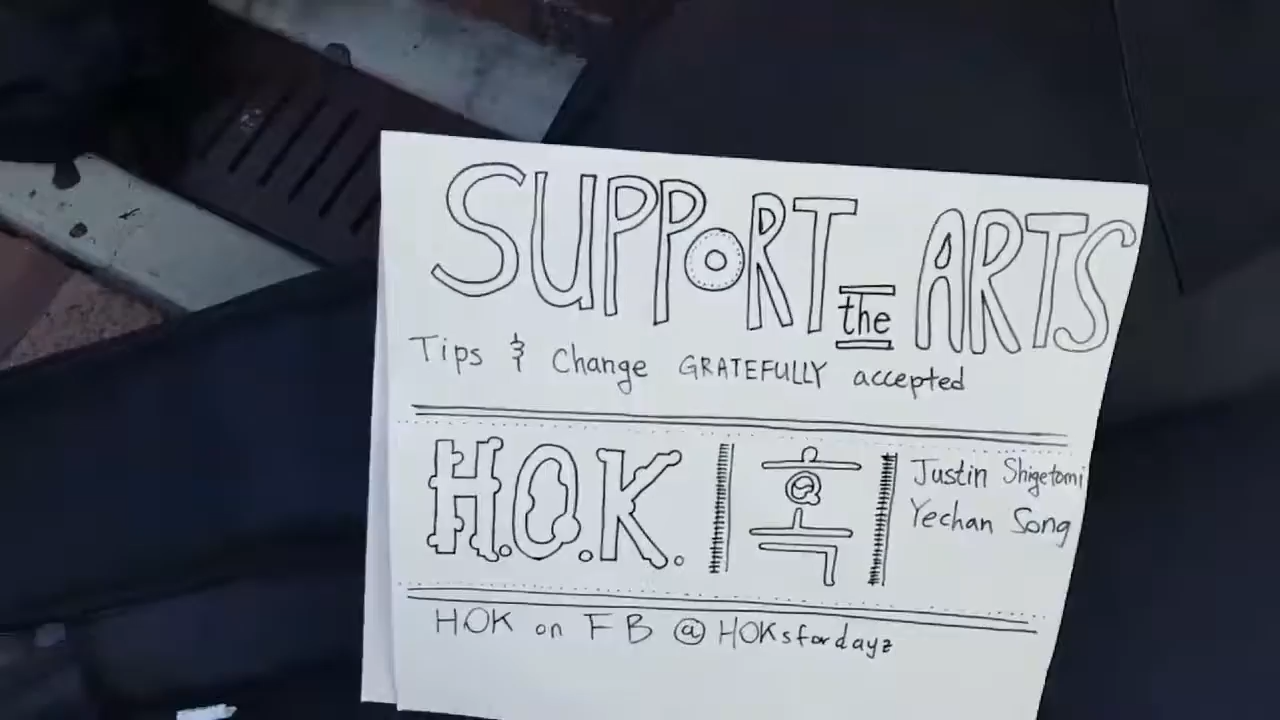 SUPPORT the ARTS
Tips & Change GRATEFULLY accepted
H.O.K. 혹 Justin Shigetomi
Yechan Song
HOK on FB @HOKsfordayz